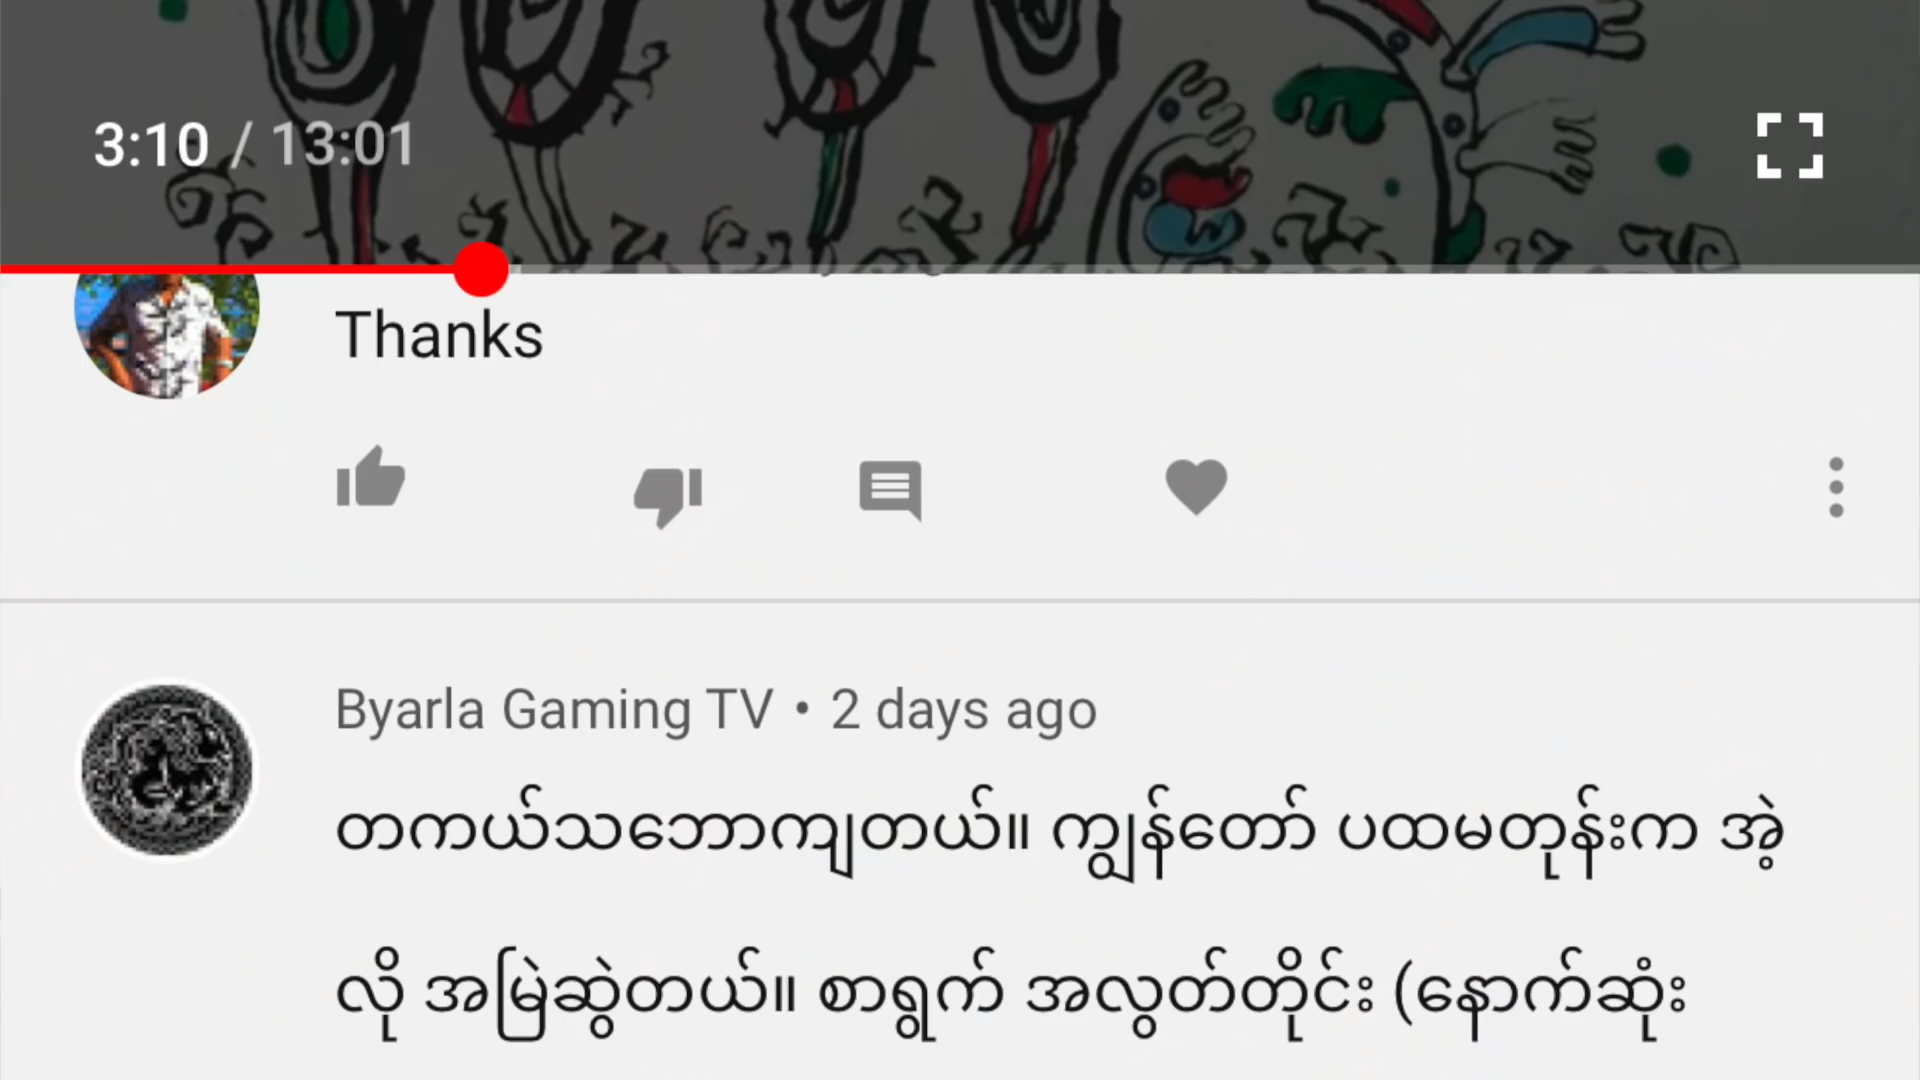 3:10 / 13:01
Thanks
Byarla Gaming TV • 2 days ago
တကယ်သဘောကျတယ်။ ကျွန်တော် ပထမတုန်းက အဲ့
လို အမြဲဆွဲတယ်။ စာရွက် အလွတ်တိုင်း (နောက်ဆုံး